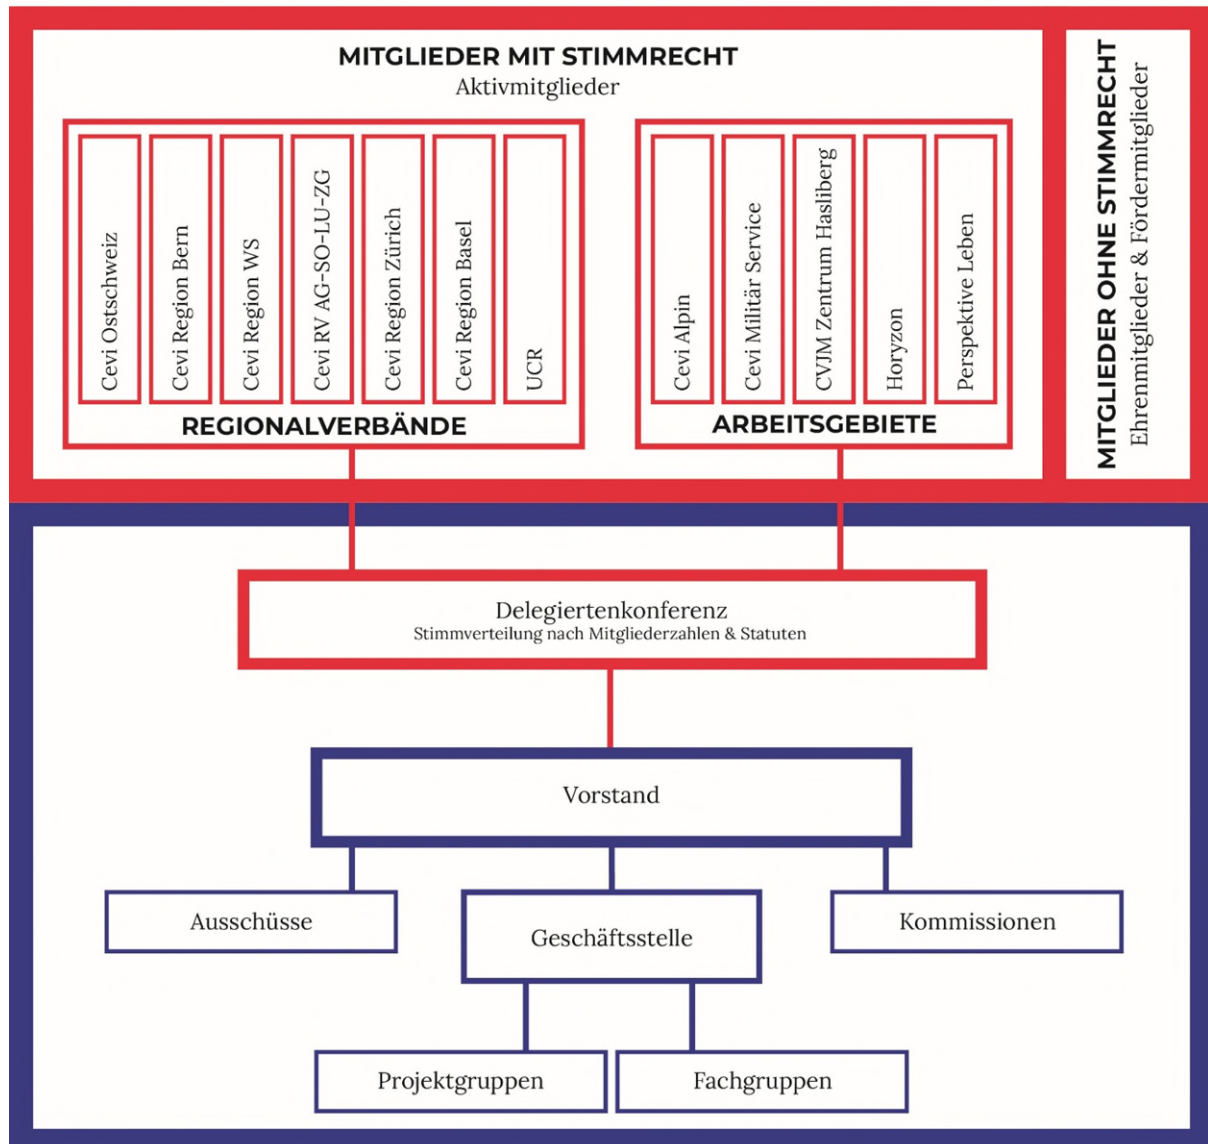 MITGLIEDER MIT STIMMRECHT
Aktivmitglieder
Cevi Ostschweiz
Cevi Region Bern
Cevi Region WS
Cevi RV AG-SO-LU-ZG
Cevi Region Zürich
Cevi Region Basel
UCR
REGIONALVERBÄNDE
Cevi Alpin
Cevi Militär Service
CVJM Zentrum Hasliberg
Horyzon
Perspektive Leben
ARBEITSGEBIETE
MITGLIEDER OHNE STIMMRECHT
Ehrenmitglieder & Fördermitglieder
Delegiertenkonferenz
Stimmverteilung nach Mitgliederzahlen & Statuten
Vorstand
Ausschüsse
Geschäftsstelle
Kommissionen
Projektgruppen
Fachgruppen